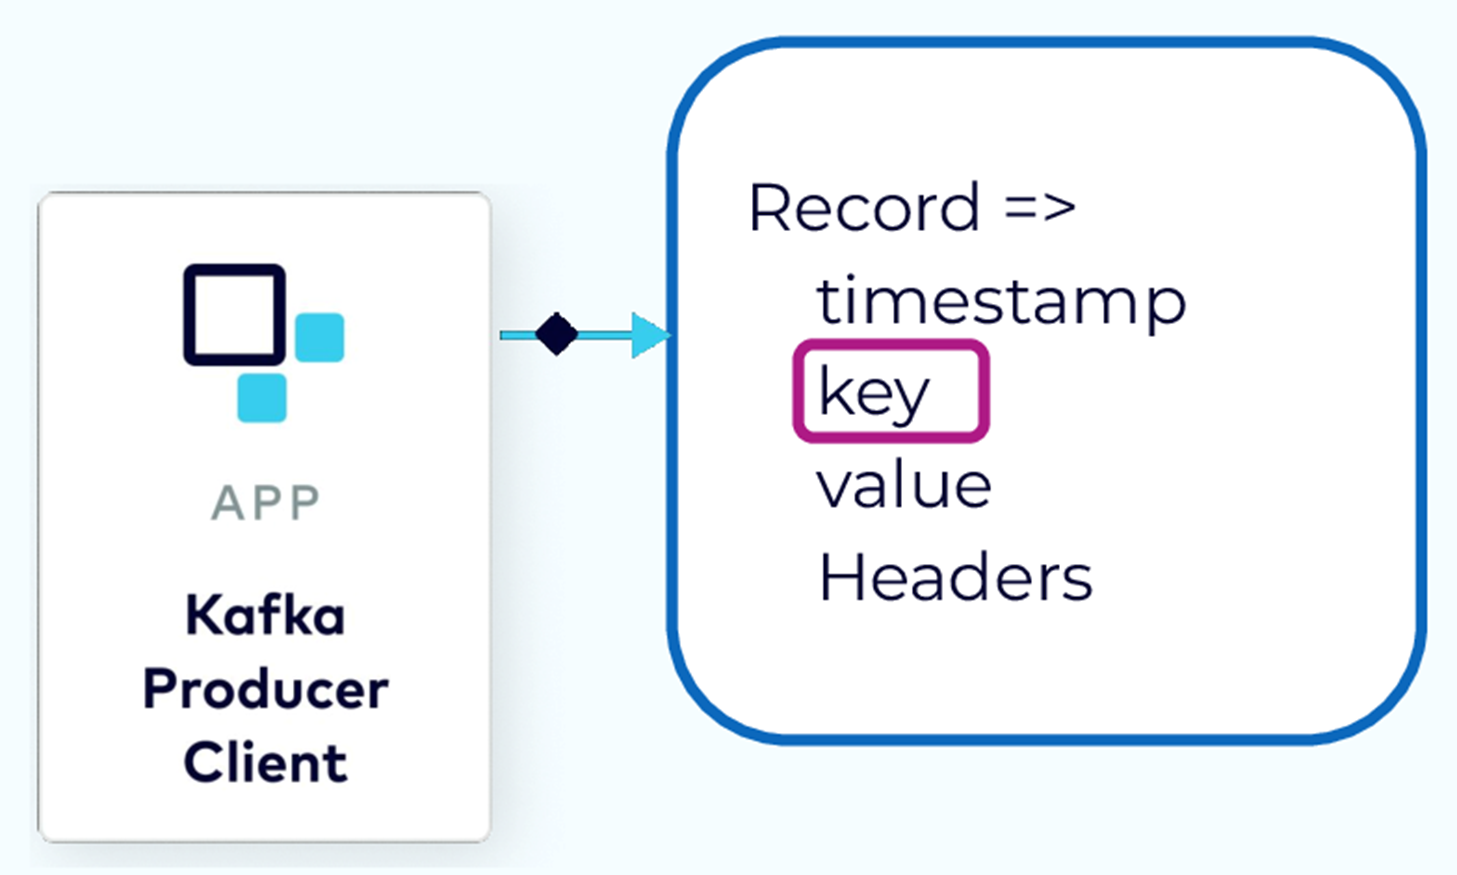 APP
Kafka
Producer
Client
Record =>
timestamp
key
value
Headers